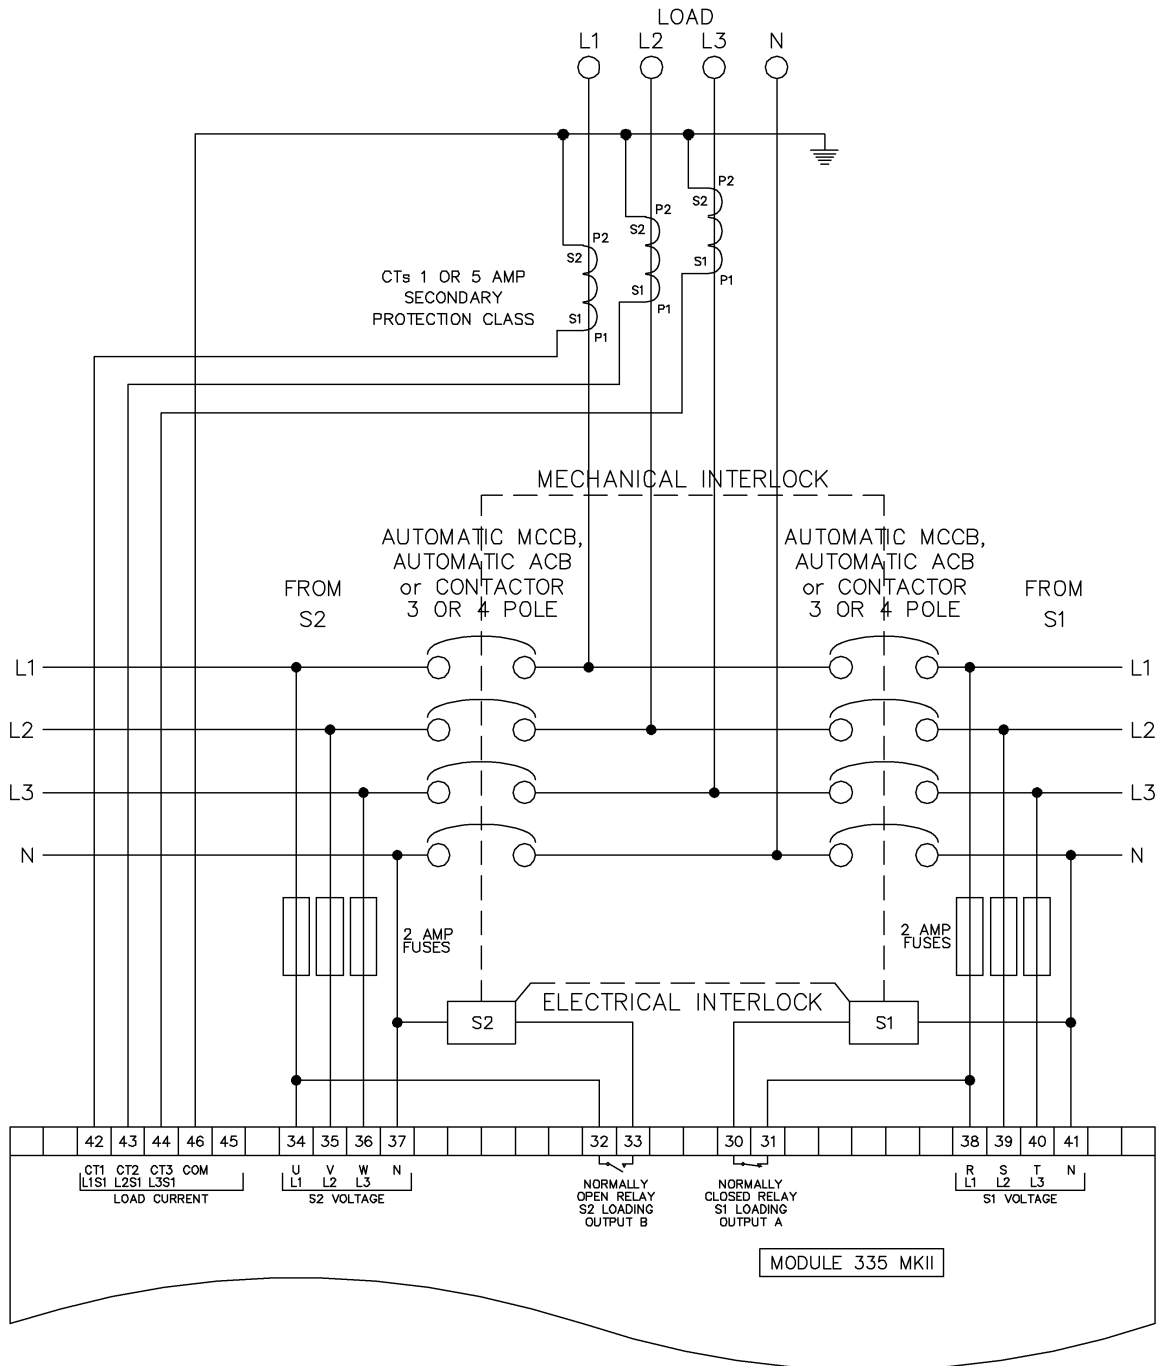 LOAD
L1 L2 L3 N
P2
S2
P2
S2
S1
P1
P2
S2
S1
P1
S1
P1
CTs 1 OR 5 AMP
SECONDARY
PROTECTION CLASS
MECHANICAL INTERLOCK
AUTOMATIC MCCB,
AUTOMATIC ACB
or CONTACTOR
3 OR 4 POLE
AUTOMATIC MCCB,
AUTOMATIC ACB
or CONTACTOR
3 OR 4 POLE
FROM
S2
FROM
S1
L1 L1
L2 L2
L3 L3
N N
2 AMP
FUSES
2 AMP
FUSES
ELECTRICAL INTERLOCK
S2 S1
42 43 44 46 45 34 35 36 37 32 33 30 31 38 39 40 41
CT1 CT2 CT3 COM
L1S1 L2S1 L3S1
LOAD CURRENT
U V W N
L1 L2 L3
S2 VOLTAGE
NORMALLY
OPEN RELAY
S2 LOADING
OUTPUT B
NORMALLY
CLOSED RELAY
S1 LOADING
OUTPUT A
R S T N
L1 L2 L3
S1 VOLTAGE
MODULE 335 MKII